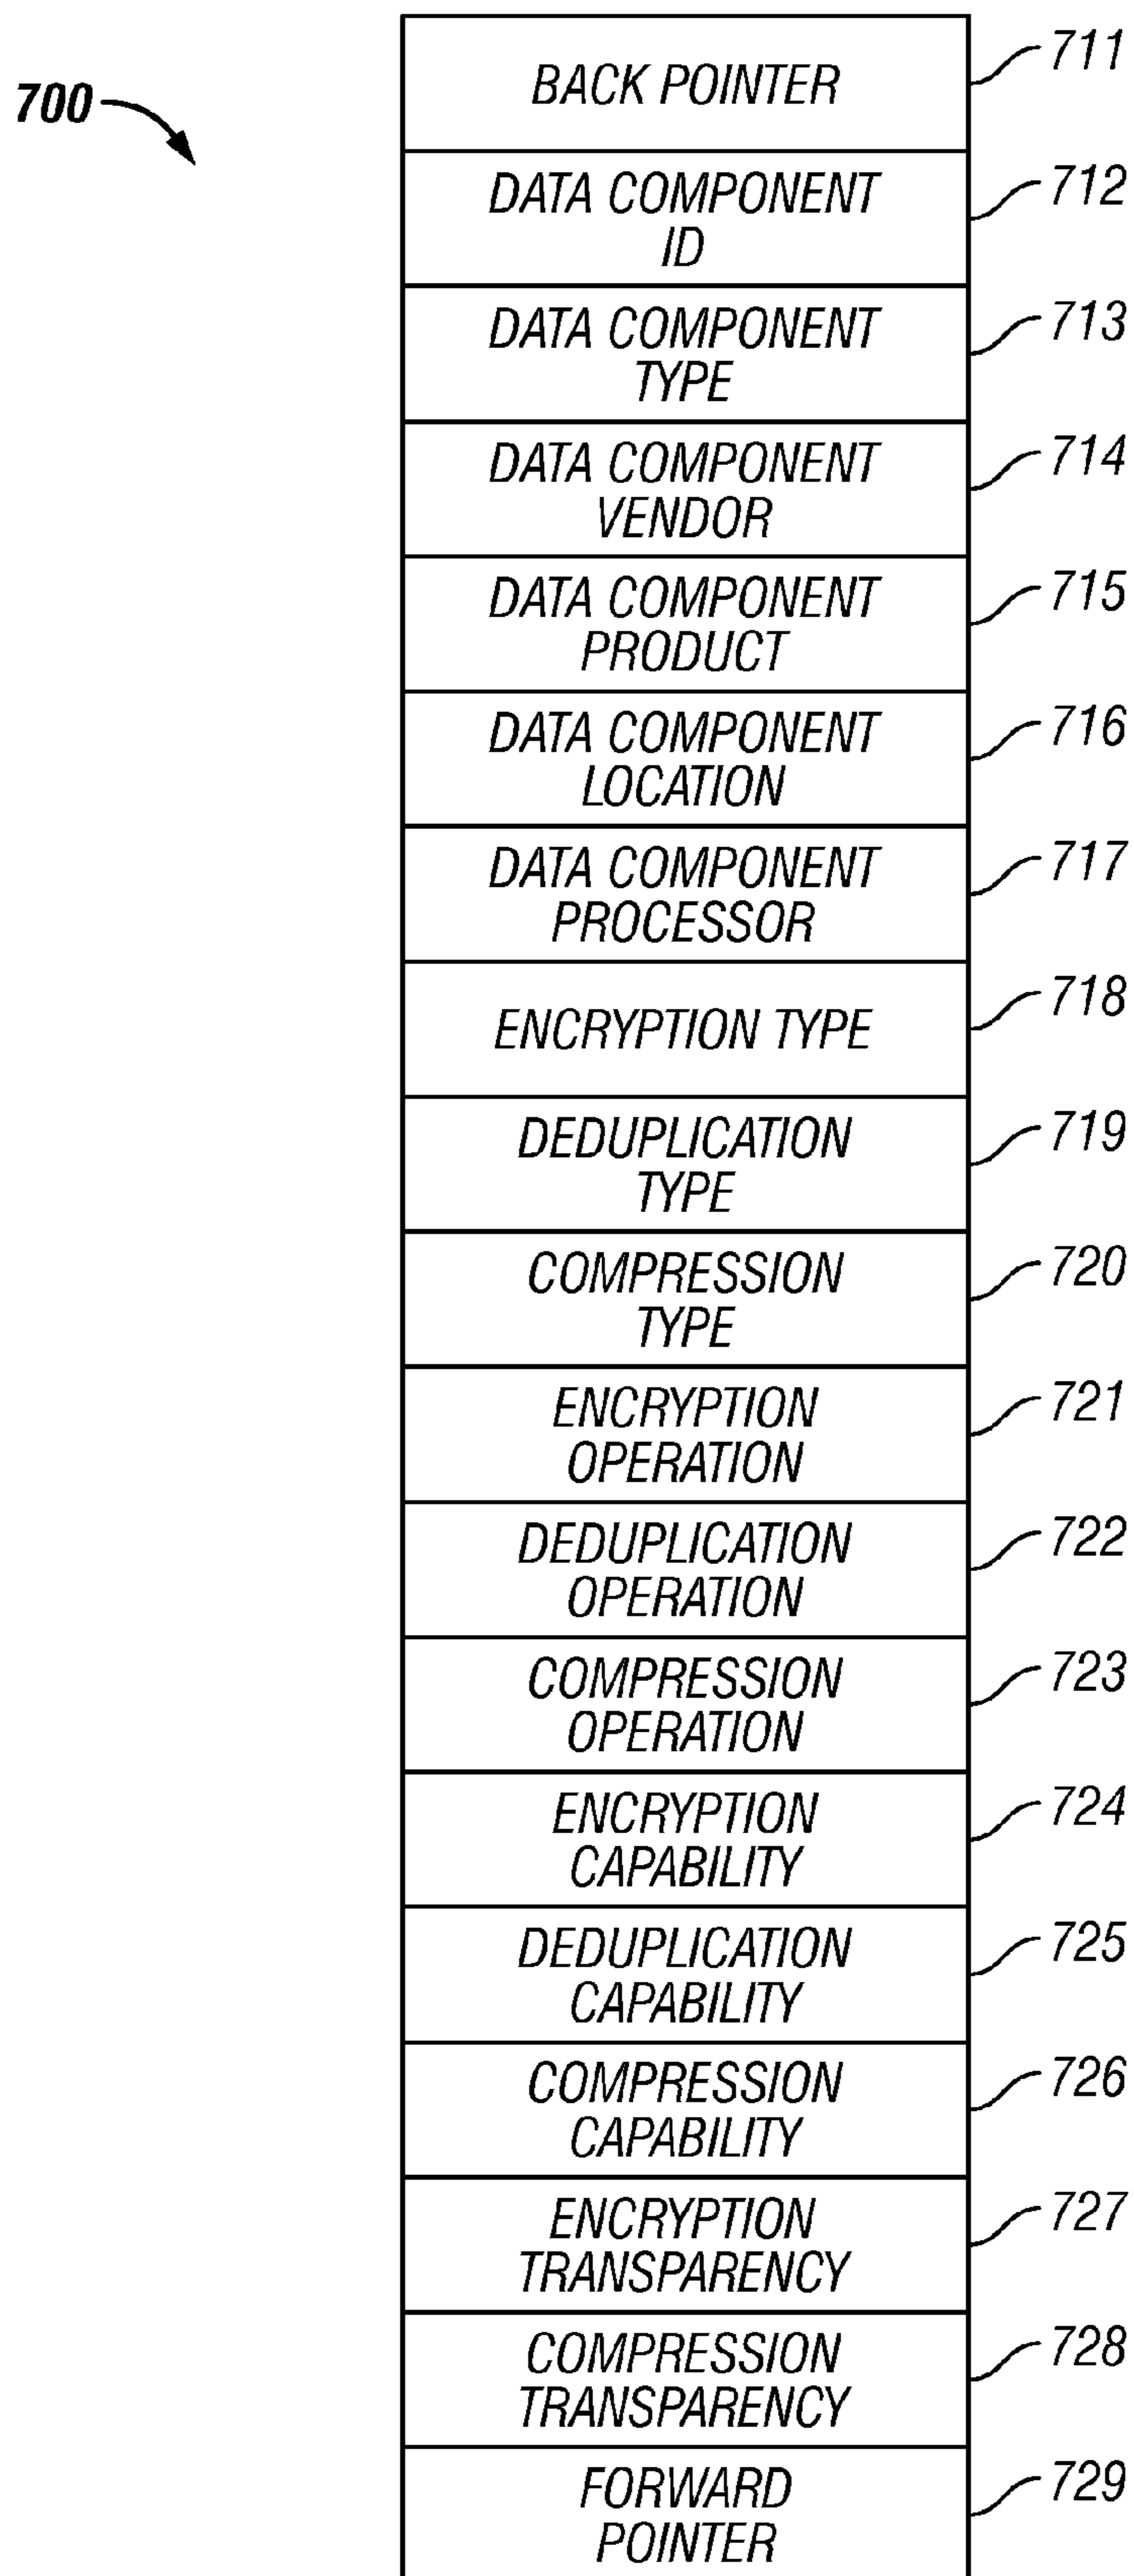 700
BACK POINTER
711
DATA COMPONENT
ID
712
DATA COMPONENT
TYPE
713
DATA COMPONENT
VENDOR
714
DATA COMPONENT
PRODUCT
715
DATA COMPONENT
LOCATION
716
DATA COMPONENT
PROCESSOR
717
ENCRYPTION TYPE
718
DEDUPLICATION
TYPE
719
COMPRESSION
TYPE
720
ENCRYPTION
OPERATION
721
DEDUPLICATION
OPERATION
722
COMPRESSION
OPERATION
723
ENCRYPTION
CAPABILITY
724
DEDUPLICATION
CAPABILITY
725
COMPRESSION
CAPABILITY
726
ENCRYPTION
TRANSPARENCY
727
COMPRESSION
TRANSPARENCY
728
FORWARD
POINTER
729